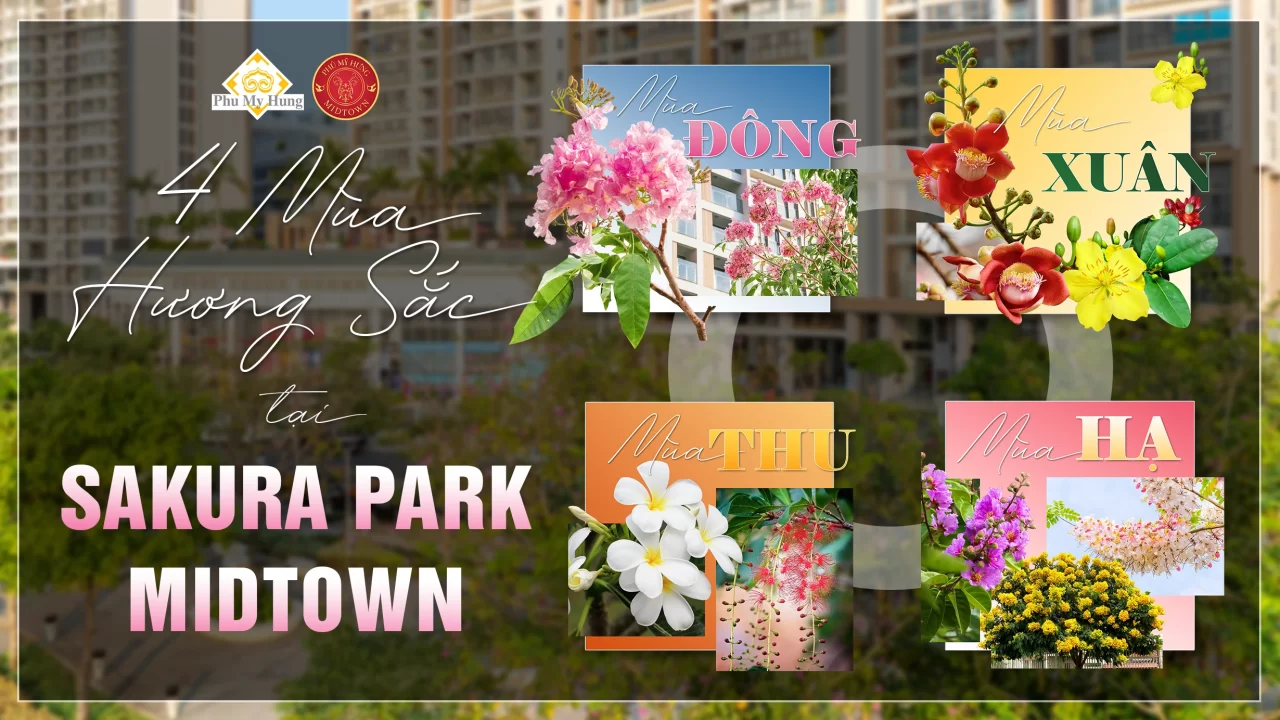 Phu My Hung
PHÚ MỸ HƯNG
MIDTOWN
4 Mùa
Hương Sắc
tại
SAKURA PARK
MIDTOWN
Mùa
ĐÔNG
Mùa
XUÂN
Mùa THU
Mùa HẠ